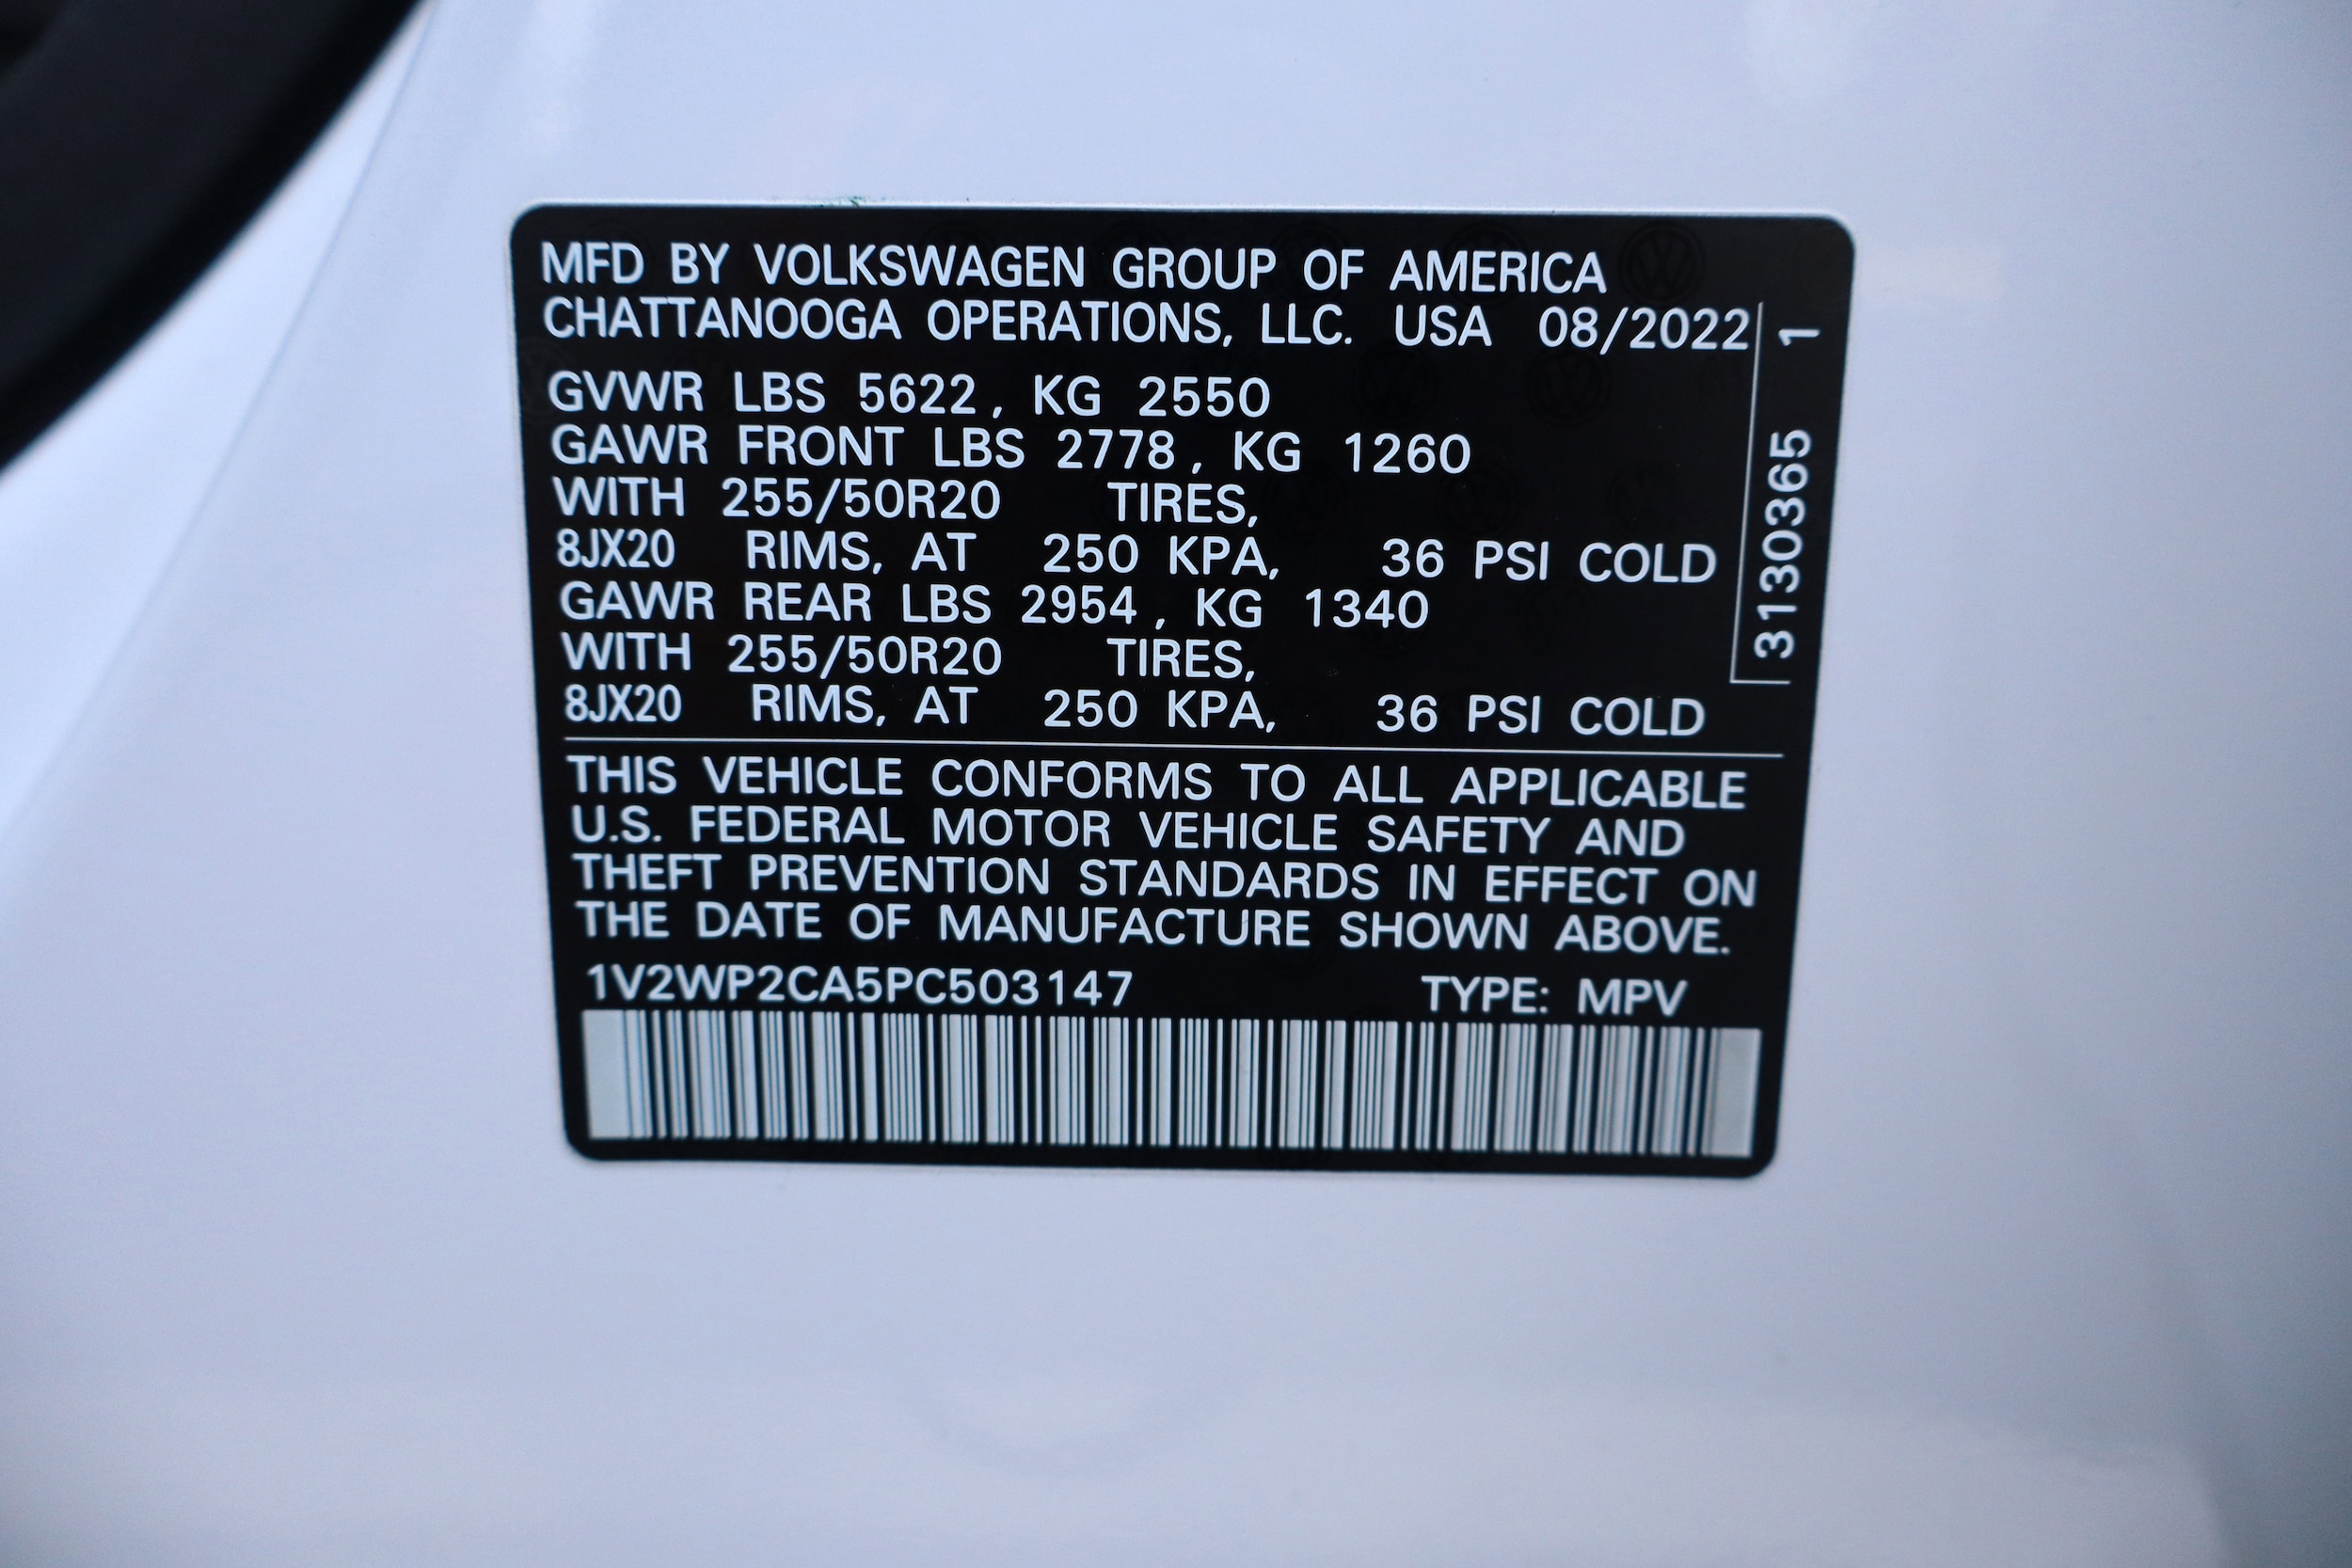 MFD BY VOLKSWAGEN GROUP OF AMERICA
CHATTANOOGA OPERATIONS, LLC. USA 08/2022
GVWR LBS 5622, KG 2550
GAWR FRONT LBS 2778, KG 1260
WITH 255/50R20 TIRES,
8JX20 RIMS, AT 250 KPA, 36 PSI COLD
GAWR REAR LBS 2954, KG 1340
WITH 255/50R20 TIRES,
8JX20 RIMS, AT 250 KPA, 36 PSI COLD
3130365 1
THIS VEHICLE CONFORMS TO ALL APPLICABLE
U.S. FEDERAL MOTOR VEHICLE SAFETY AND
THEFT PREVENTION STANDARDS IN EFFECT ON
THE DATE OF MANUFACTURE SHOWN ABOVE.
1V2WP2CA5PC503147 TYPE: MPV